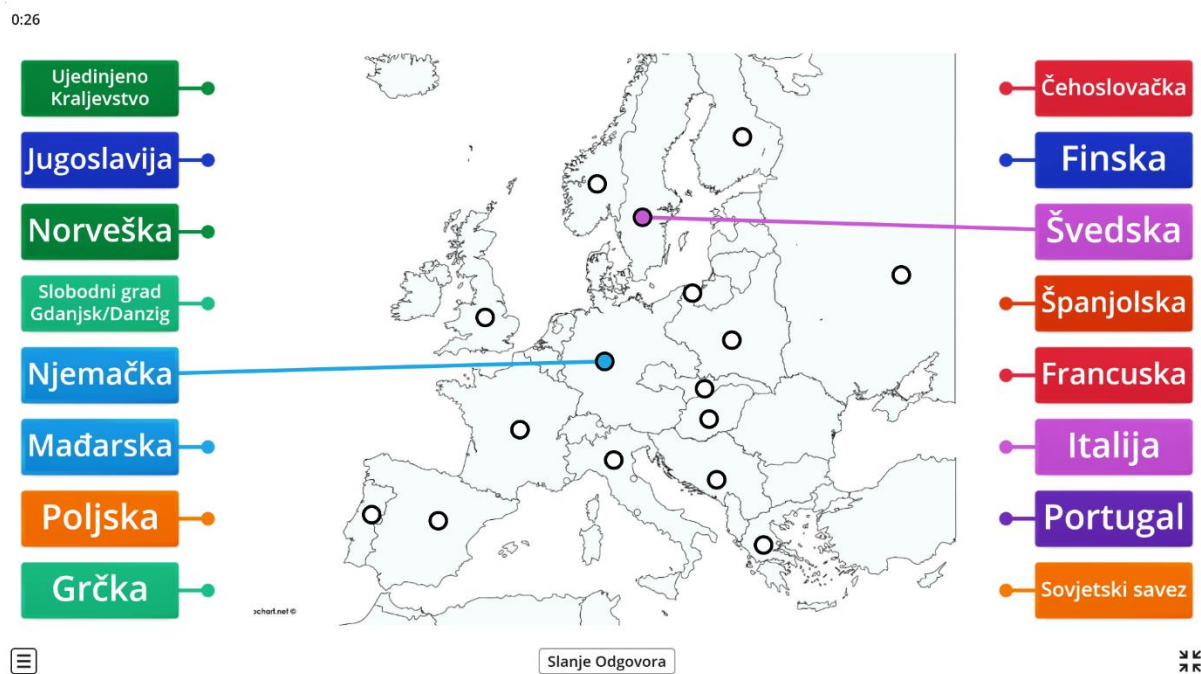 0:26
Ujedinjeno
Kraljevstvo
Jugoslavija
Norveška
Slobodni grad
Gdanjsk/Danzig
Njemačka
Mađarska
Poljska
Grčka
Čehoslovačka
Finska
Švedska
Španjolska
Francuska
Italija
Portugal
Sovjetski savez
Slanje Odgovora